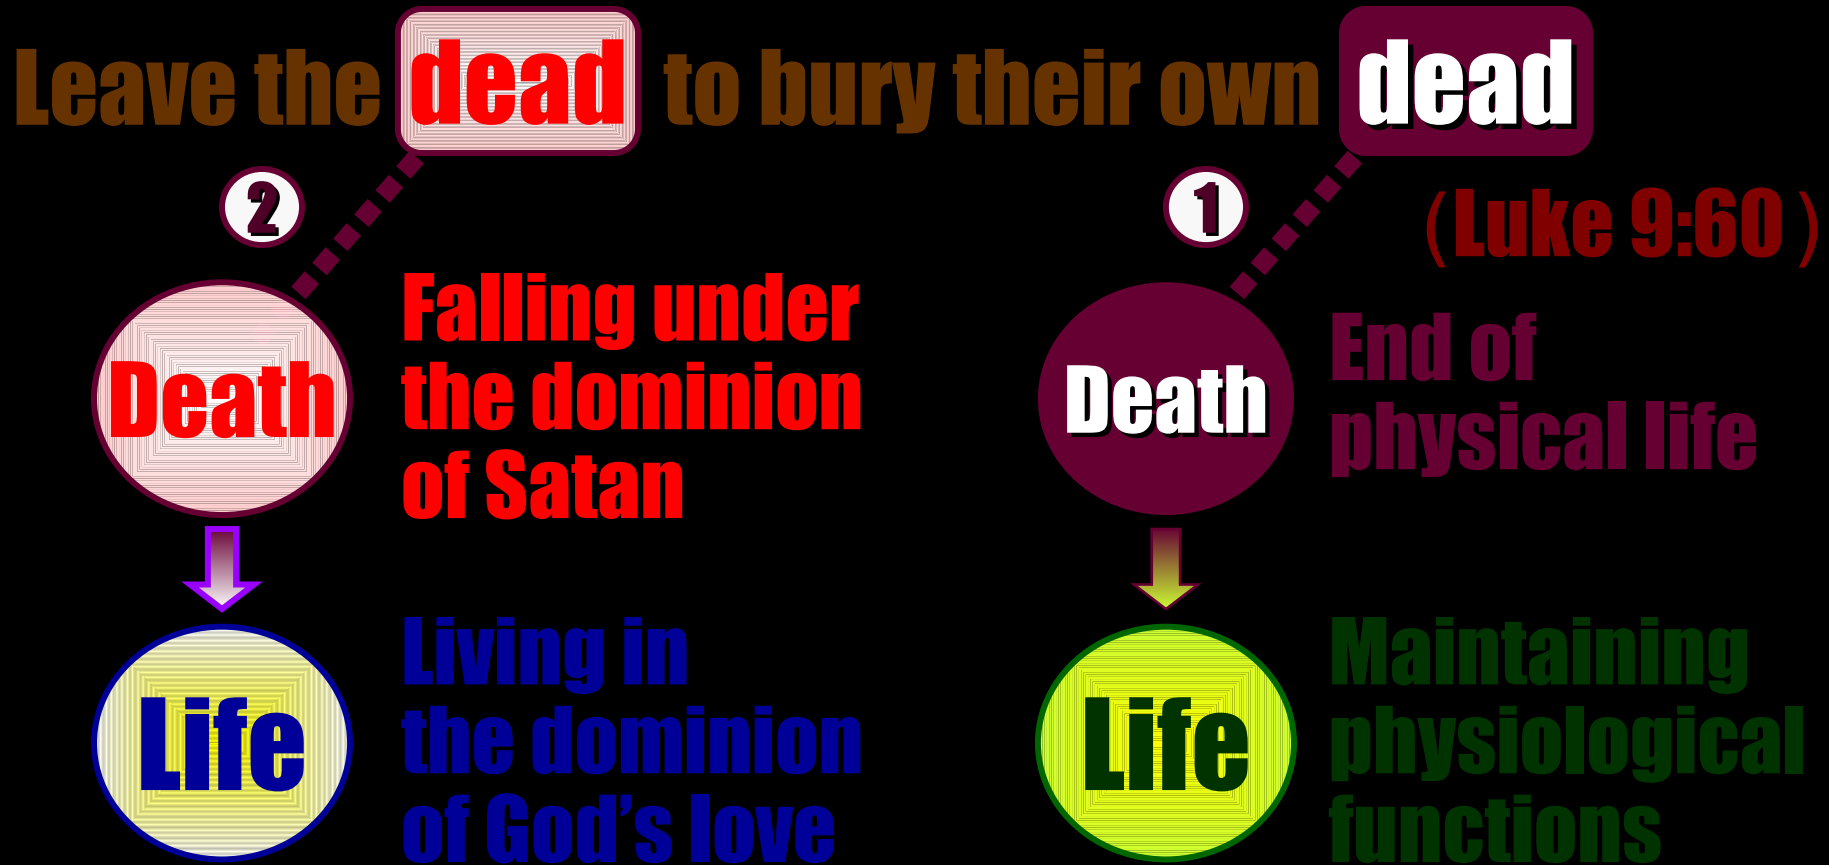 Leave the dead to bury their own dead
(Luke 9:60)
2
Death
Falling under
the dominion
of Satan
Life
Living in
the dominion
of God’s love
1
Death
End of
physical life
Life
Maintaining
physiological
functions